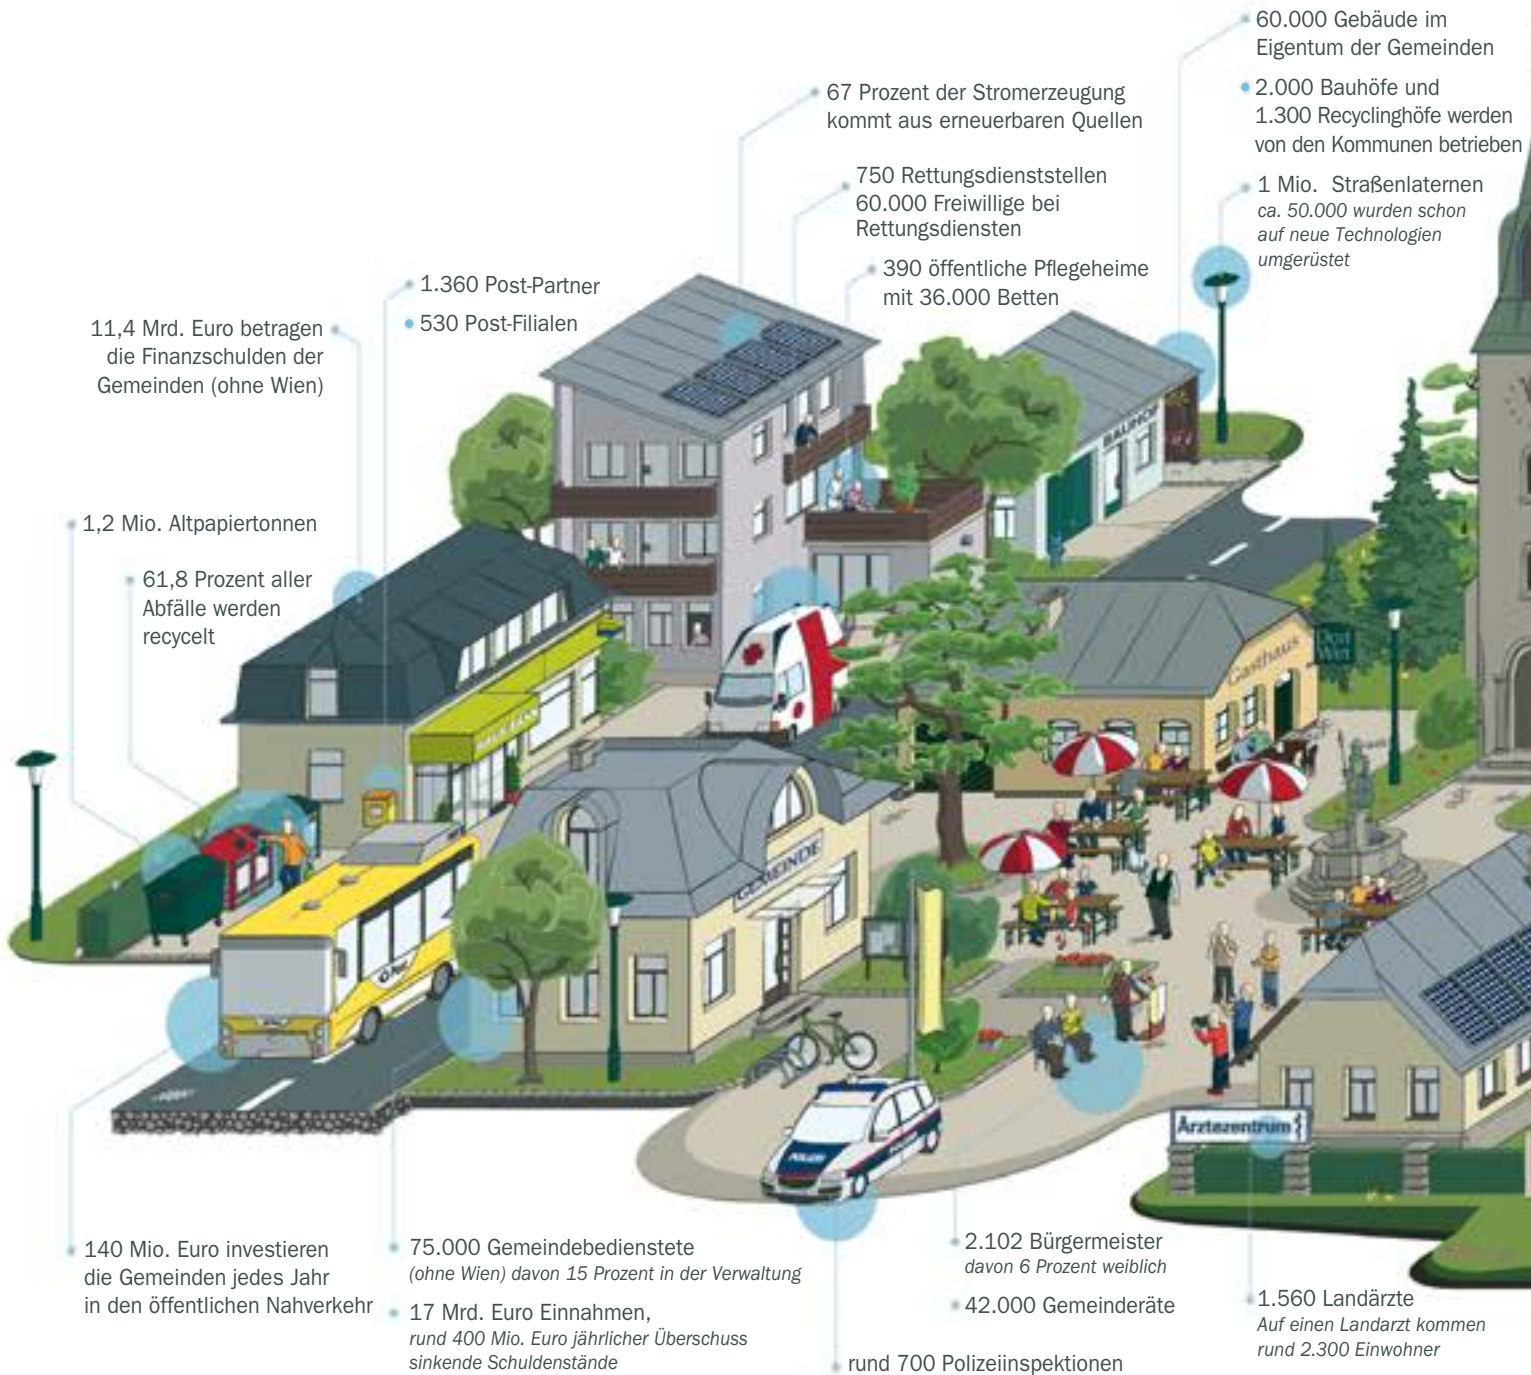 60.000 Gebäude im
Eigentum der Gemeinden
2.000 Bauhöfe und
1.300 Recyclinghöfe werden
von den Kommunen betrieben
1 Mio. Straßenlaternen
ca. 50.000 wurden schon
auf neue Technologien
umgerüstet
67 Prozent der Stromerzeugung
kommt aus erneuerbaren Quellen
750 Rettungsdienststellen
60.000 Freiwillige bei
Rettungsdiensten
390 öffentliche Pflegeheime
mit 36.000 Betten
1.360 Post-Partner
530 Post-Filialen
11,4 Mrd. Euro betragen
die Finanzschulden der
Gemeinden (ohne Wien)
1,2 Mio. Altpapiertonnen
61,8 Prozent aller
Abfälle werden
recycelt
BAUHOF
Gasthaus
GEMEINDE
POLIZEI
Ärztezentrum
140 Mio. Euro investieren
die Gemeinden jedes Jahr
in den öffentlichen Nahverkehr
75.000 Gemeindebedienstete
(ohne Wien) davon 15 Prozent in der Verwaltung
17 Mrd. Euro Einnahmen,
rund 400 Mio. Euro jährlicher Überschuss
sinkende Schuldenstände
rund 700 Polizeiinspektionen
2.102 Bürgermeister
davon 6 Prozent weiblich
42.000 Gemeinderäte
1.560 Landärzte
Auf einen Landarzt kommen
rund 2.300 Einwohner